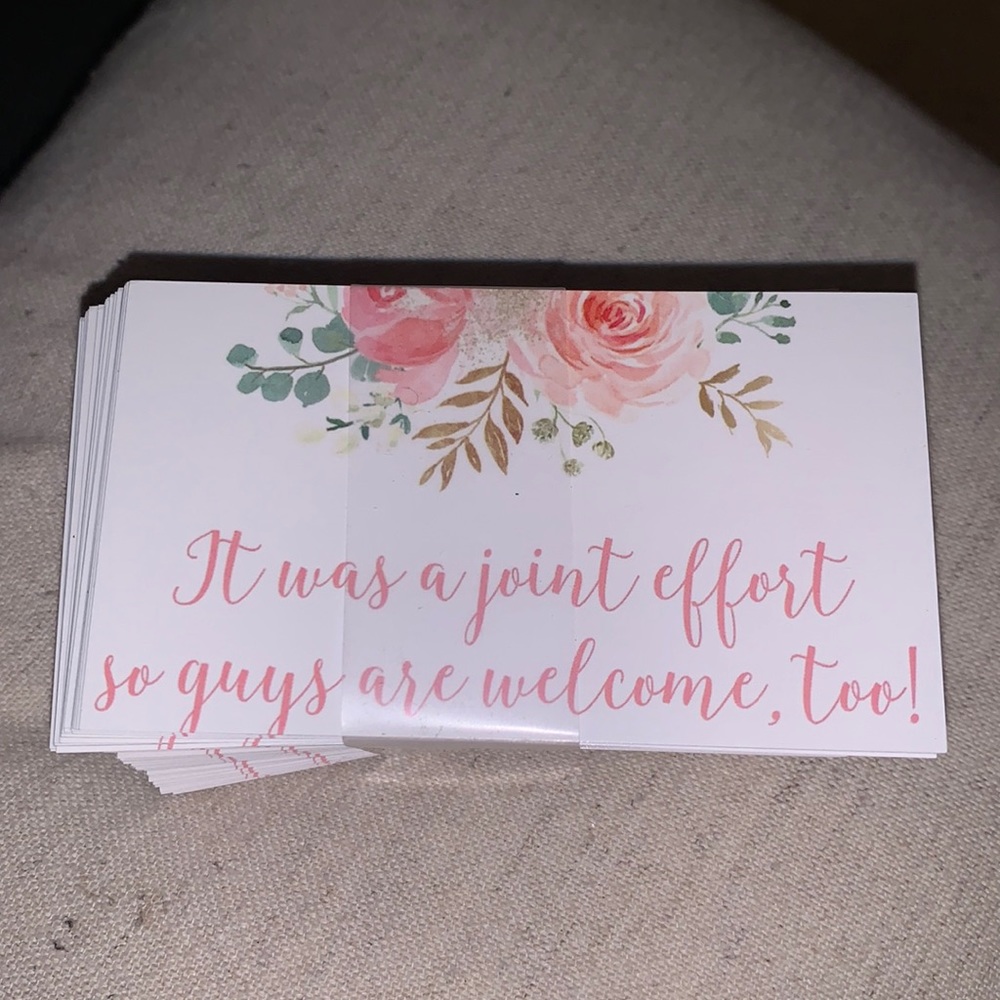 It was a joint effort
so guys are welcome, too!